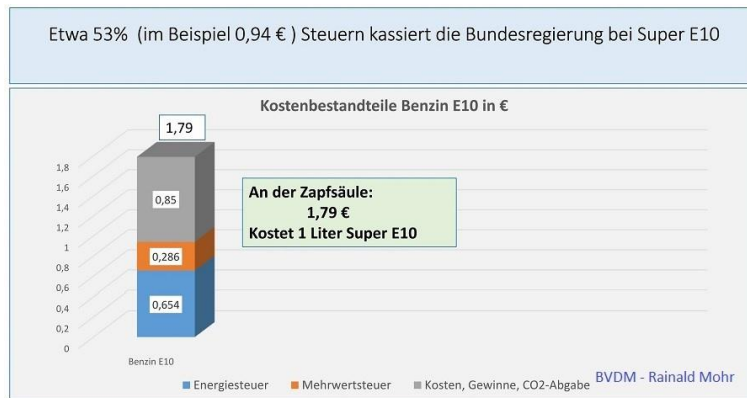 Etwa 53% (im Beispiel 0,94 € ) Steuern kassiert die Bundesregierung bei Super E10
Kostenbestandteile Benzin E10 in €
1,79
1,8
1,6
1,4
1,2
1
0,8
0,6
0,4
0,2
0
0,85
0,286
0,654
An der Zapfsäule:
1,79 €
Kostet 1 Liter Super E10
Benzin E10
Energiesteuer Mehrwertsteuer Kosten, Gewinne, CO2-Abgabe
BVDM - Rainald Mohr